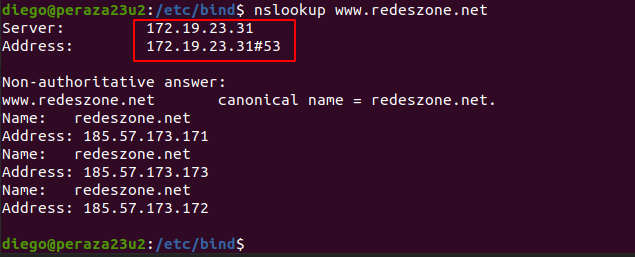 diego@peraza23u2:/etc/bind$ nslookup www.redeszone.net
Server: 172.19.23.31
Address: 172.19.23.31#53
Non-authoritative answer:
www.redeszone.net canonical name = redeszone.net.
Name: redeszone.net
Address: 185.57.173.171
Name: redeszone.net
Address: 185.57.173.173
Name: redeszone.net
Address: 185.57.173.172
diego@peraza23u2:/etc/bind$